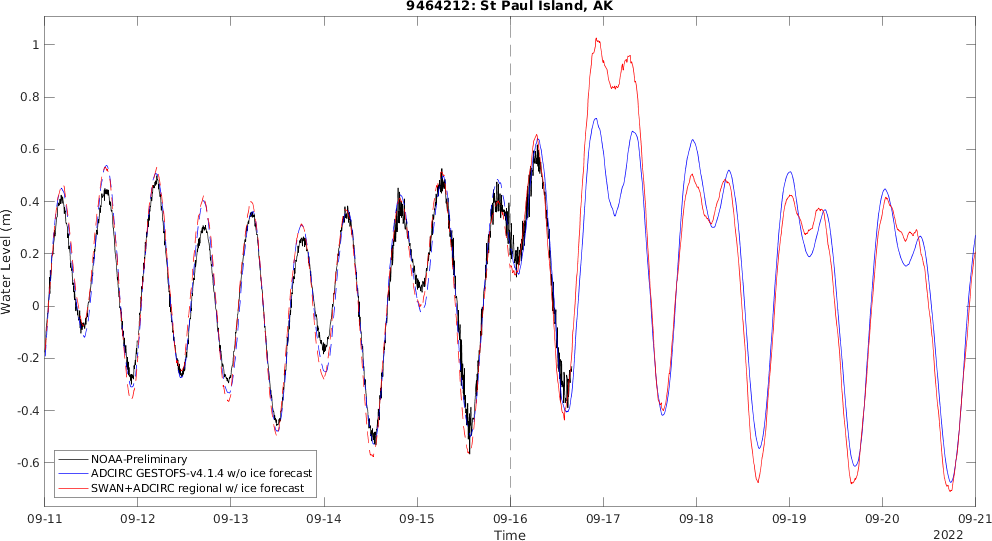 9464212: St Paul Island, AK
1
0.8
0.6
0.4
0.2
0
-0.2
-0.4
-0.6
Water Level (m)
NOAA-Preliminary
ADCIRC GESTOFS-v4.1.4 w/o ice forecast
SWAN+ADCIRC regional w/ ice forecast
09-11 09-12 09-13 09-14 09-15 09-16 09-17 09-18 09-19 09-20 09-21
Time
2022